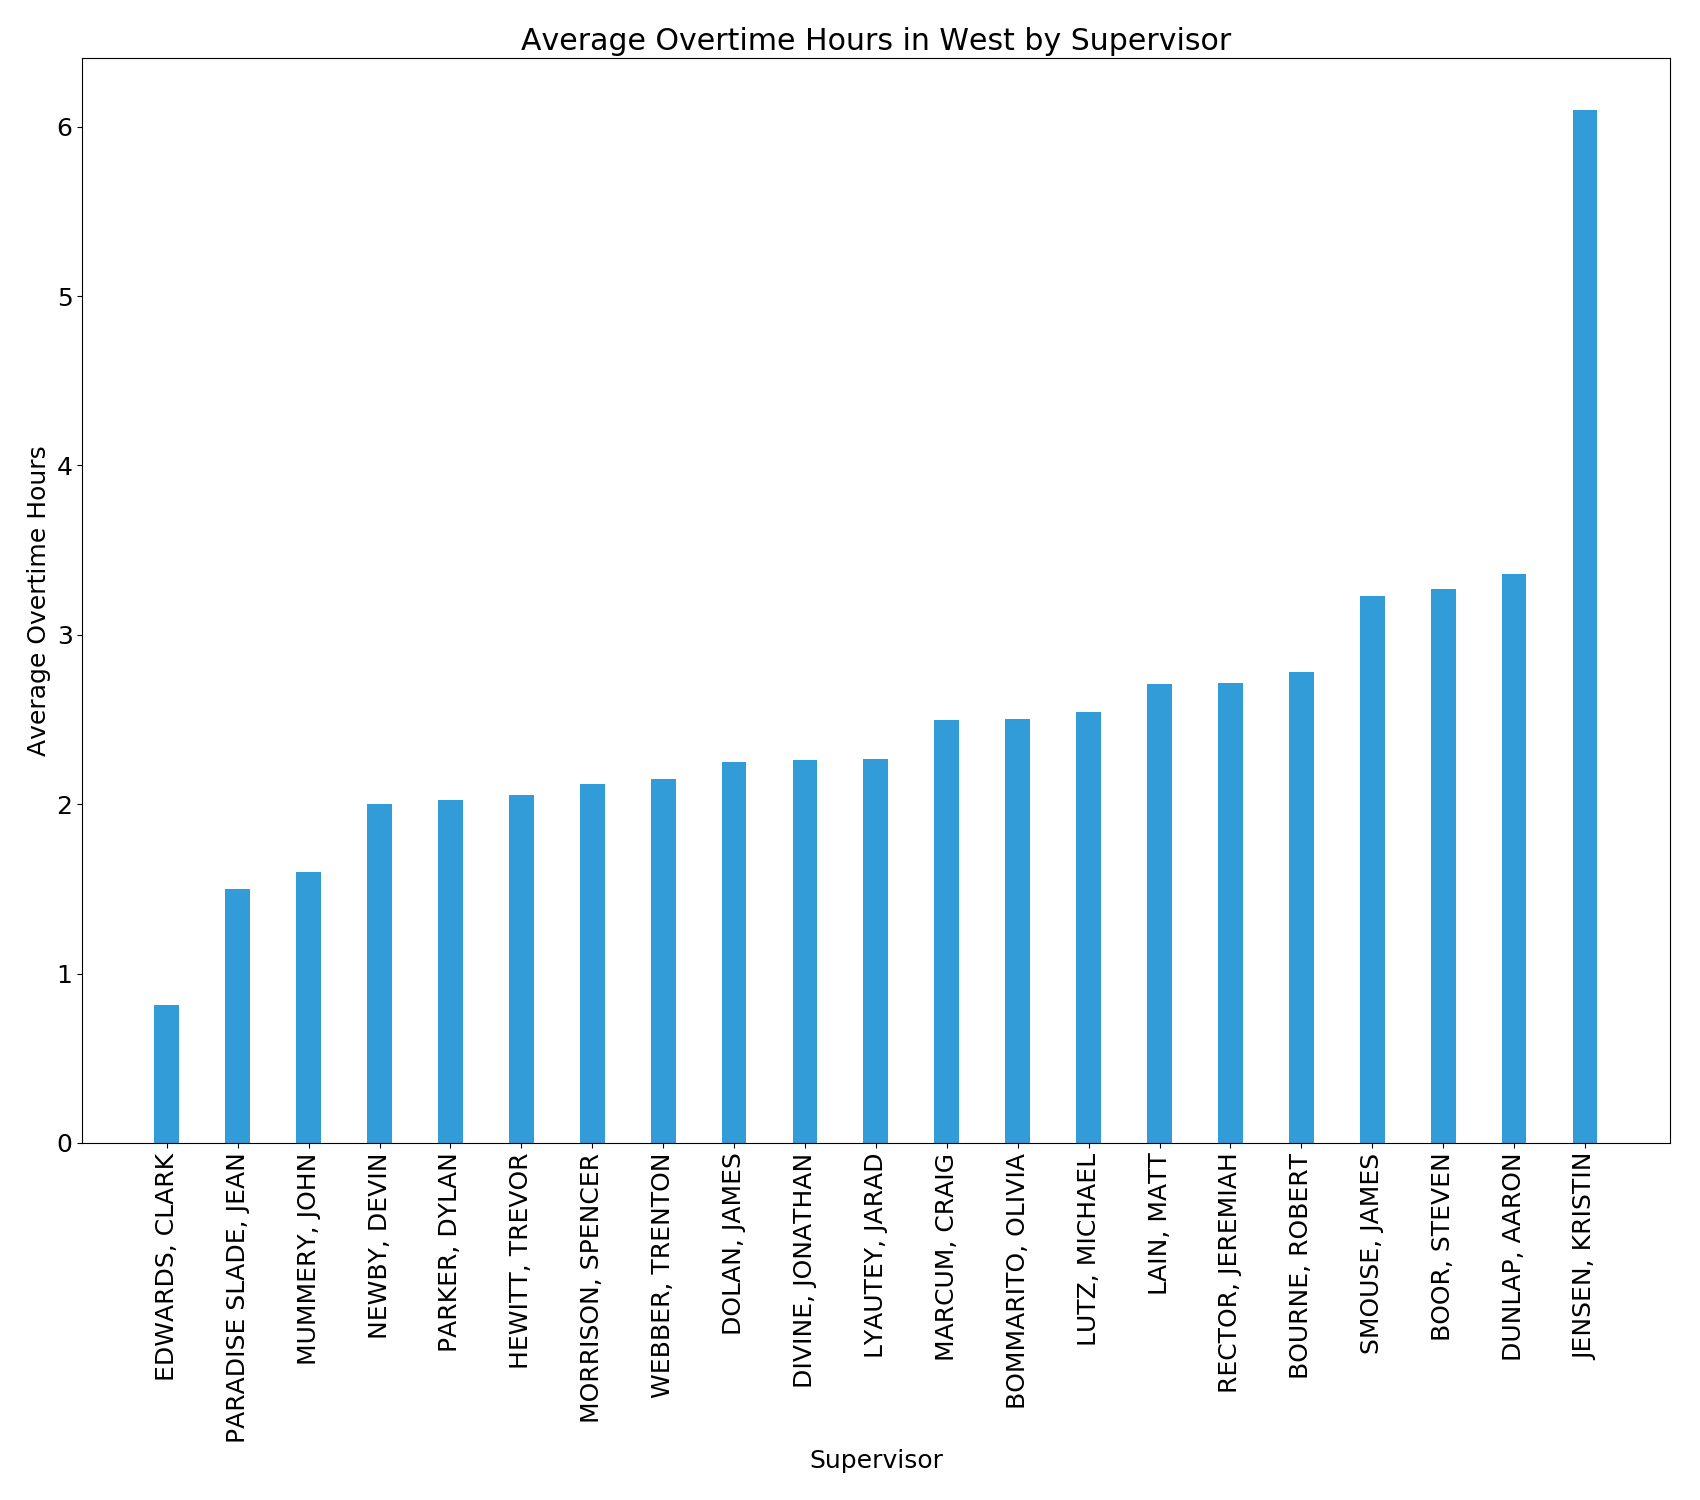 Average Overtime Hours in West by Supervisor
Average Overtime Hours
6
5
4
3
2
1
0
EDWARDS, CLARK
PARADISE SLADE, JEAN
MUMMERY, JOHN
NEWBY, DEVIN
PARKER, DYLAN
HEWITT, TREVOR
MORRISON, SPENCER
WEBBER, TRENTON
DOLAN, JAMES
DIVINE, JONATHAN
LYAUTEY, JARAD
MARCUM, CRAIG
BOMMARITO, OLIVIA
LUTZ, MICHAEL
LAIN, MATT
RECTOR, JEREMIAH
BOURNE, ROBERT
SMOUSE, JAMES
BOOR, STEVEN
DUNLAP, AARON
JENSEN, KRISTIN
Supervisor